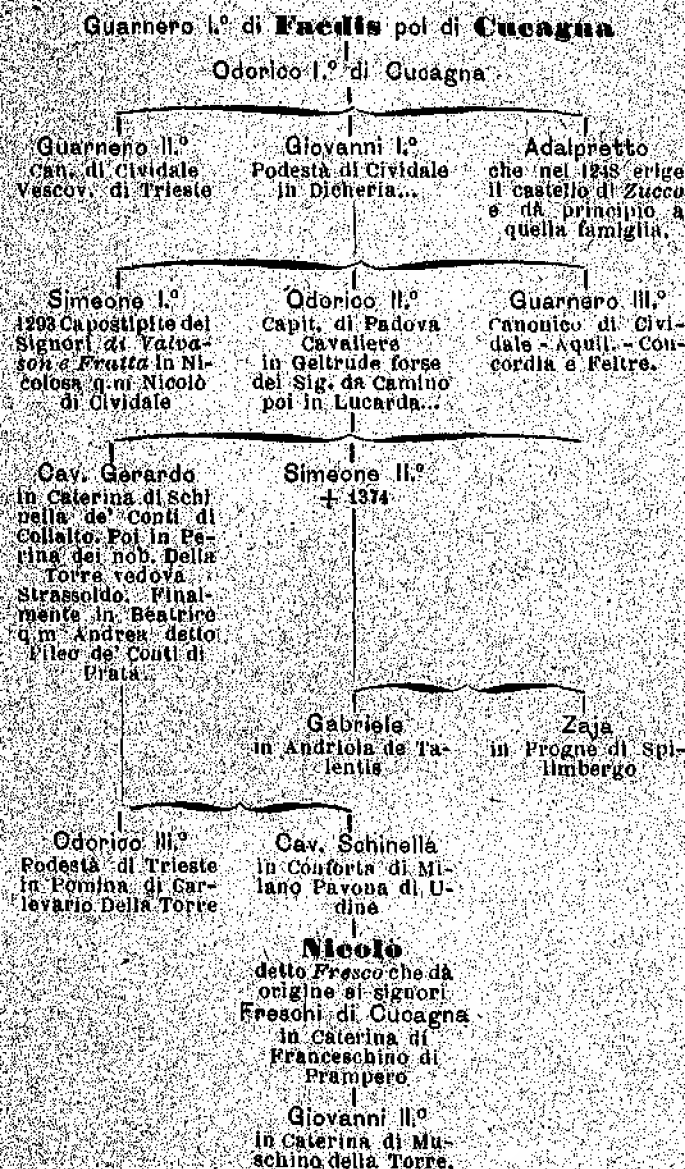 Guarnero I.º di Faedis poi di Cucagna
Odorico I.º di Cucagna
Guarnero II.º
Can. di Cividale
Vescov. di Trieste
Giovanni I.º
Podestà di Cividale
in Dicheria...
Adalpretto
che nel 1248 erige
il castello di Zucco
e dà principio a
quella famiglia.
Simeone I.º
1293 Capostipite dei
Signori di Valva-
son e Fratta in Ni-
colosa q.m Nicolò
di Cividale
Odorico II.º
Capit. di Padova
Cavaliere
in Geltrude forse
dei Sig. da Camino
poi in Lucarda...
Guarnero III.º
Canonico di Civi-
dale - Aquil. - Con-
cordia e Feltre.
Cav. Gerardo
in Caterina di Schi
nella de' Conti di
Collalto. Poi in Pe-
rina dei nob. Della
Torre vedova
Strassoldo. Final-
mente in Beatrice
q.m Andrea detto
Pileo de' Conti di
Prata.
Simeone II.º
+ 1374
Gabriele
in Andriola de Ta-
lentis
Zaja
in Progne di Spi-
limbergo
Odorico III.º
Podestà di Trieste
in Pomina di Car-
levario Della Torre
Cav. Schinella
in Conforta di Mi-
lano Pavona di U-
dine
Nicolò
detto Fresco che dà
origine ai signori
Freschi di Cucagna
in Caterina di
Franceschino di
Prampero
Giovanni II.º
in Caterina di Mu-
schino della Torre.